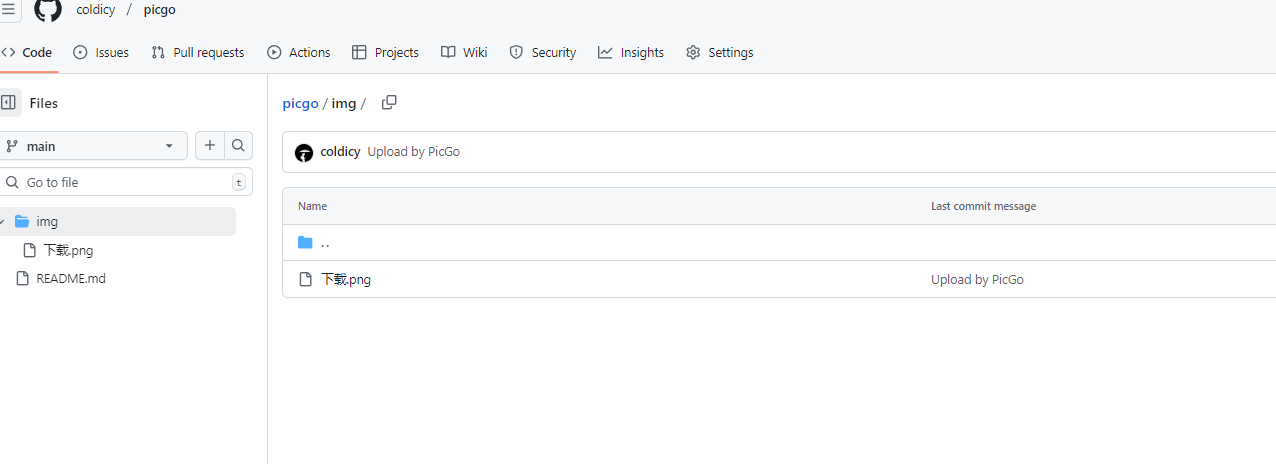 coldicy / picgo
Code Issues Pull requests Actions Projects Wiki Security Insights Settings
Files
main
Go to file t
img
下载.png
README.md
picgo / img /
coldicy Upload by PicGo
Name Last commit message
..
下载.png Upload by PicGo